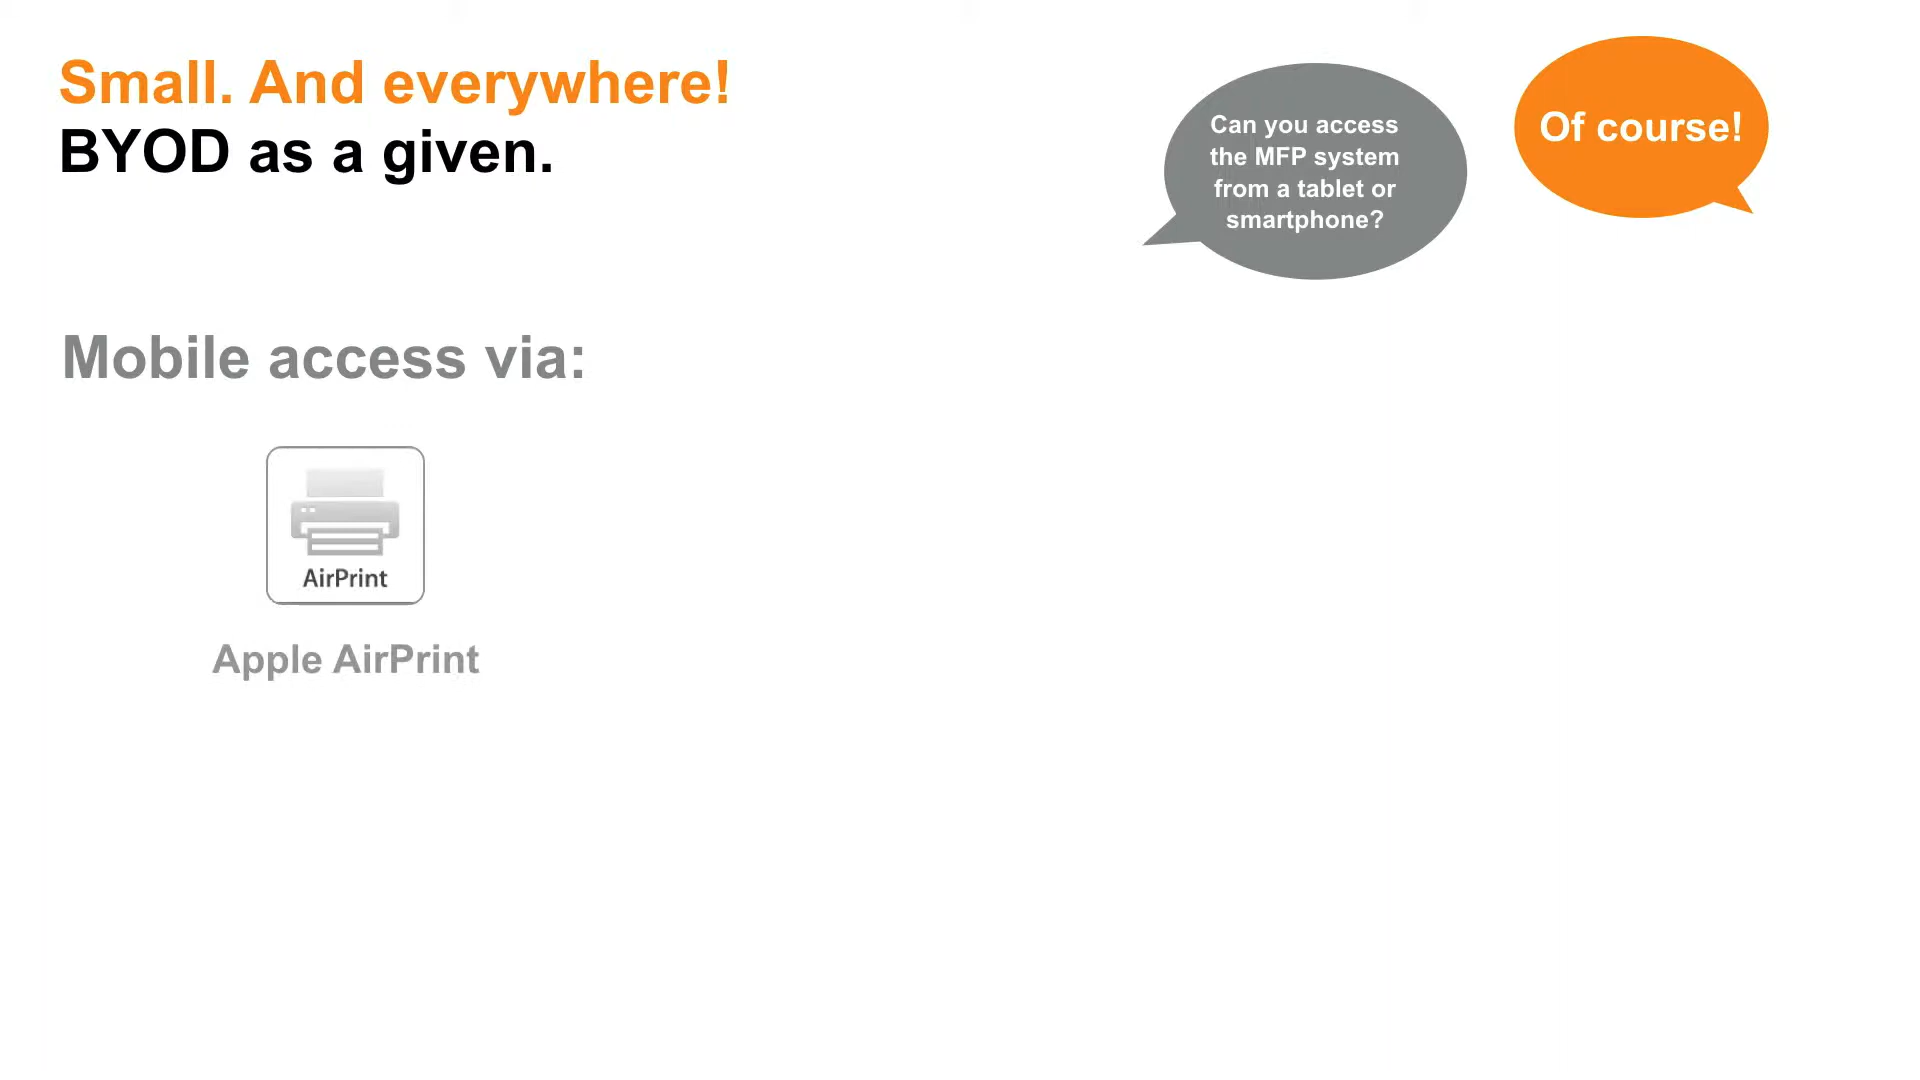 Small. And everywhere!
BYOD as a given.
Can you access
the MFP system
from a tablet or
smartphone?
Of course!
Mobile access via:
AirPrint
Apple AirPrint